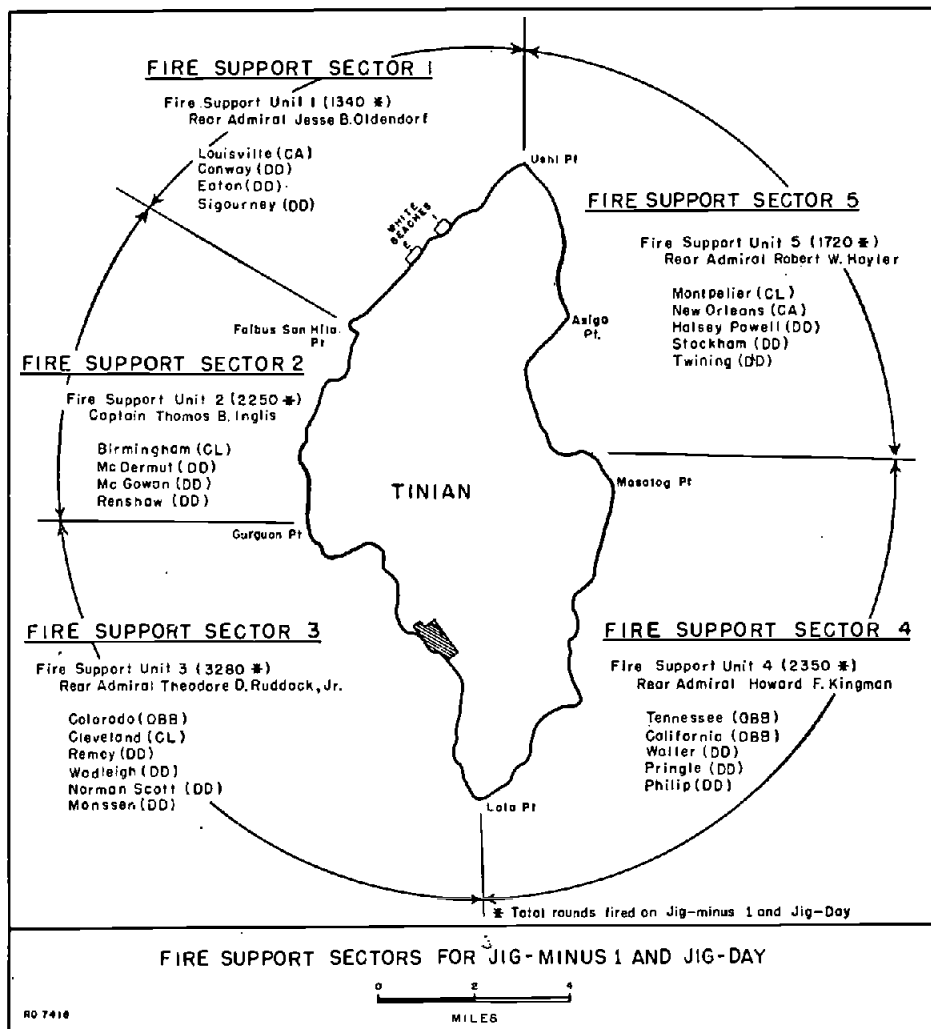 FIRE SUPPORT SECTOR 1
Fire Support Unit 1 (1340 *)
Rear Admiral Jesse B. Oldendorf
Louisville (CA)
Conway (DD)
Eaton (DD)
Sigourney (DD)
Ushi Pt
WHITE BEACHES
1
2
FIRE SUPPORT SECTOR 5
Fire Support Unit 5 (1720 *)
Rear Admiral Robert W. Hayler
Montpelier (CL)
New Orleans (CA)
Halsey Powell (DD)
Stockham (DD)
Twining (DD)
Faibus San Hilo
Pt
Asiga
Pt.
FIRE SUPPORT SECTOR 2
Fire Support Unit 2 (2250 *)
Captain Thomas B. Inglis
Birmingham (CL)
Mc Dermut (DD)
Mc Gowan (DD)
Renshaw (DD)
TINIAN
Masalog Pt
Gurguan Pt
FIRE SUPPORT SECTOR 3
Fire Support Unit 3 (3280 *)
Rear Admiral Theodore D. Ruddock, Jr.
Colorado (OBB)
Cleveland (CL)
Remey (DD)
Wadleigh (DD)
Norman Scott (DD)
Monssen (DD)
FIRE SUPPORT SECTOR 4
Fire Support Unit 4 (2350 *)
Rear Admiral Howard F. Kingman
Tennessee (OBB)
California (OBB)
Waller (DD)
Pringle (DD)
Philip (DD)
Lalo Pt
* Total rounds fired on Jig-minus 1 and Jig-Day
FIRE SUPPORT SECTORS FOR JIG-MINUS 1 AND JIG-DAY
0 2 4
MILES
RD 7418